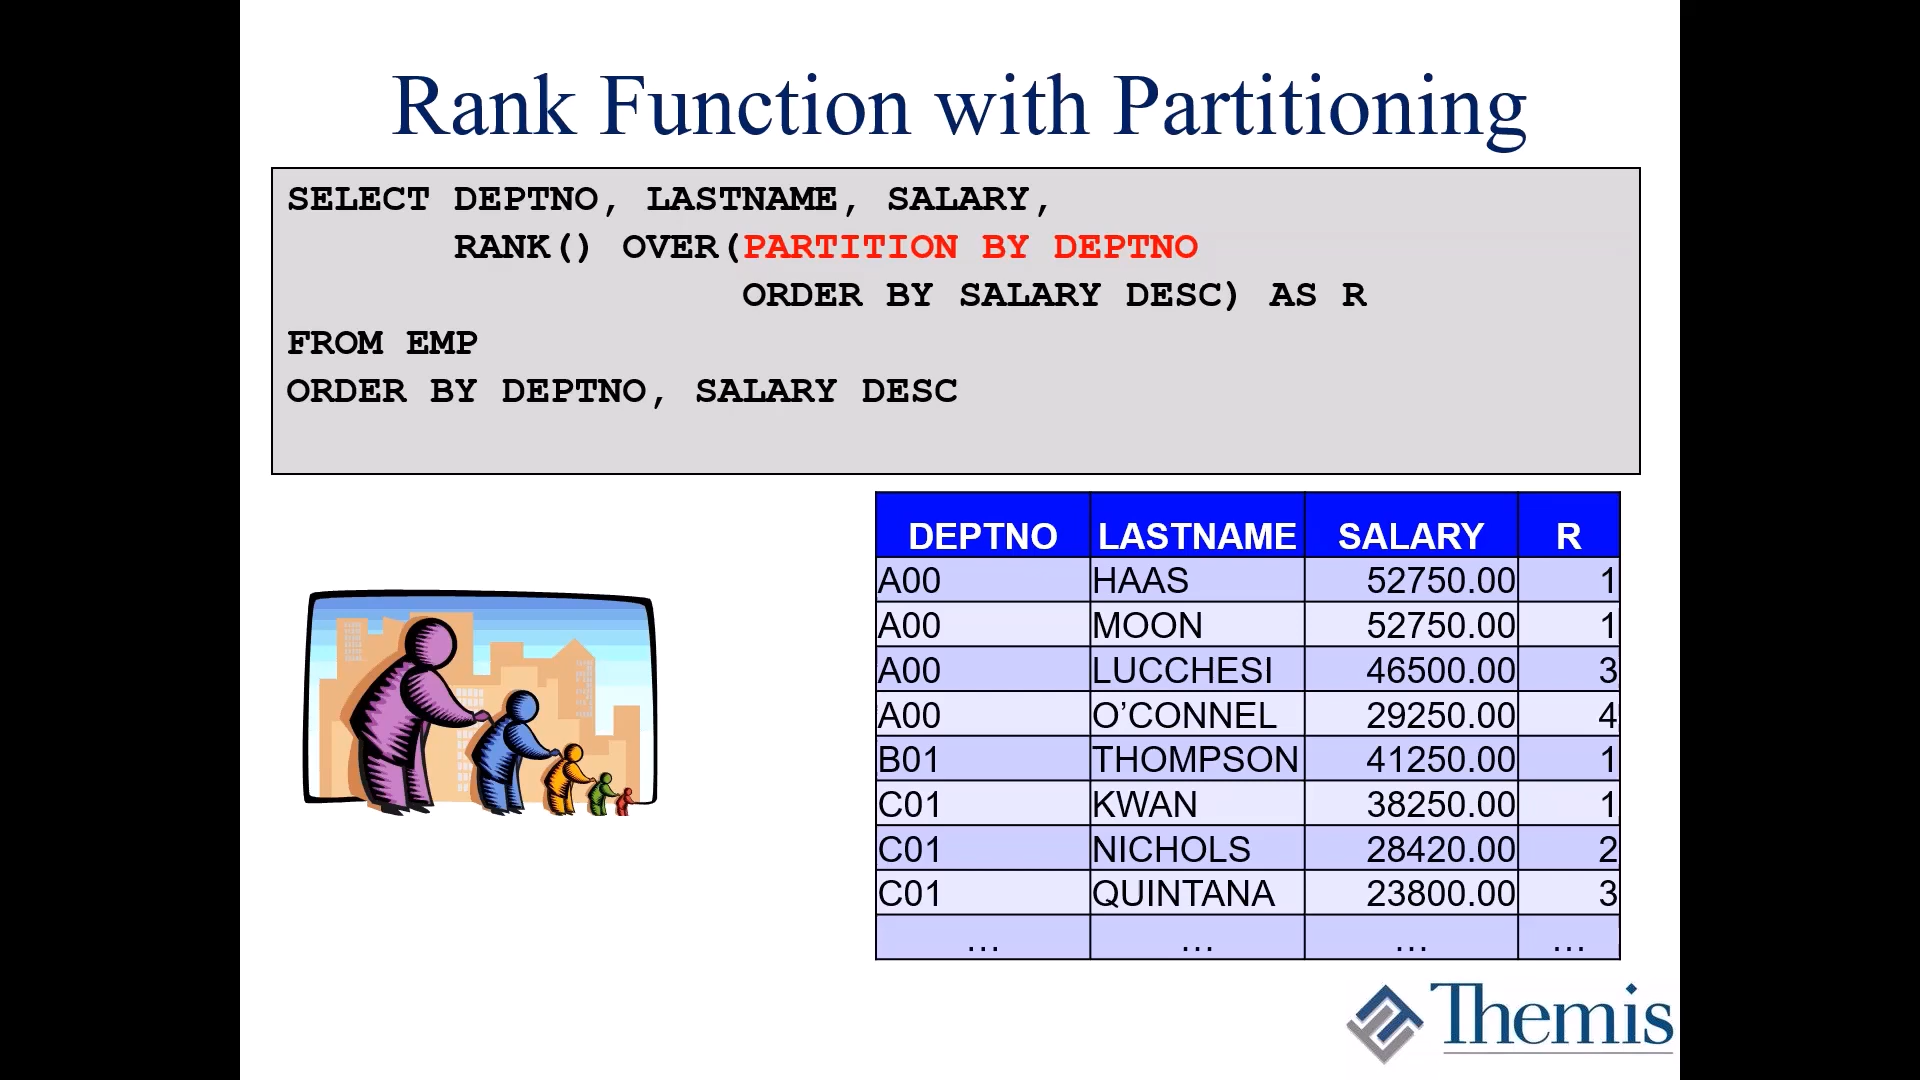 Rank Function with Partitioning
SELECT DEPTNO, LASTNAME, SALARY,
RANK() OVER(PARTITION BY DEPTNO
ORDER BY SALARY DESC) AS R
FROM EMP
ORDER BY DEPTNO, SALARY DESC
DEPTNO LASTNAME SALARY R
A00 HAAS 52750.00 1
A00 MOON 52750.00 1
A00 LUCCHESI 46500.00 3
A00 O’CONNEL 29250.00 4
B01 THOMPSON 41250.00 1
C01 KWAN 38250.00 1
C01 NICHOLS 28420.00 2
C01 QUINTANA 23800.00 3
… … … …
Themis